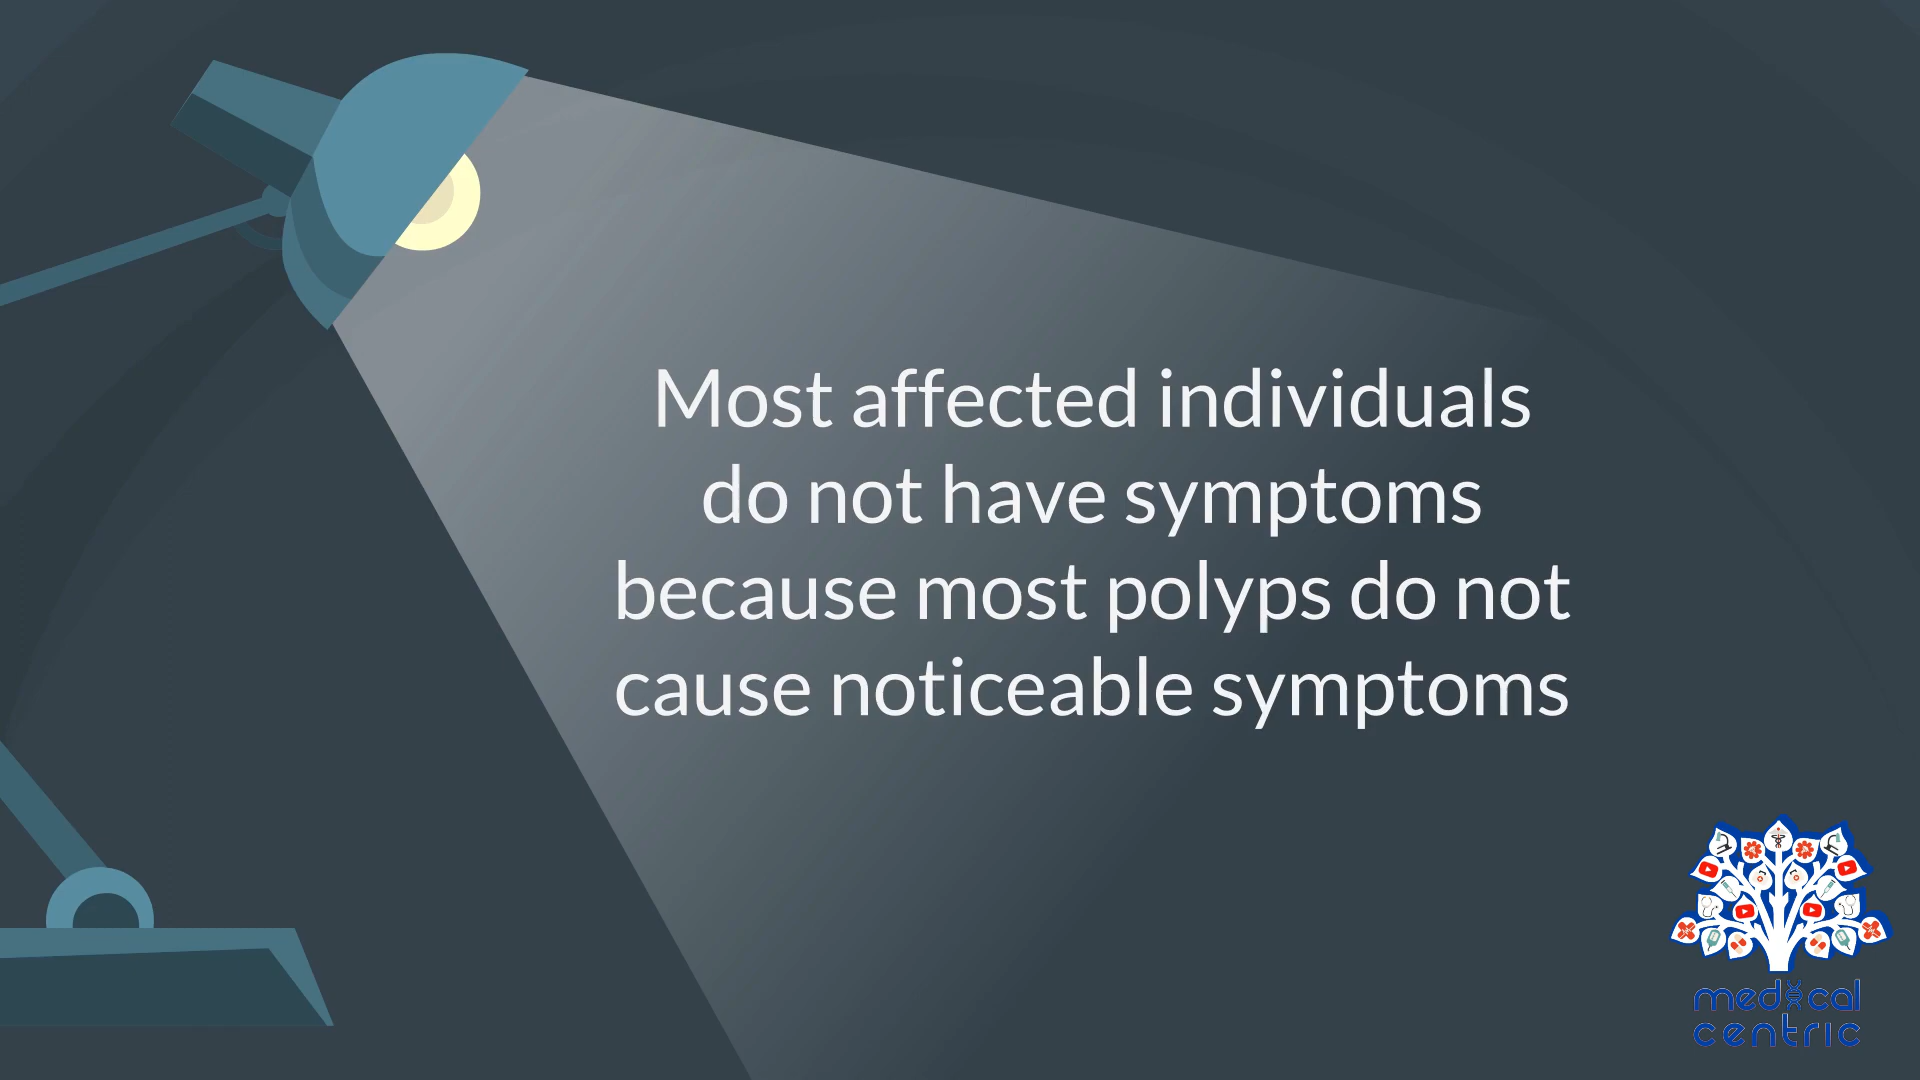 Most affected individuals
do not have symptoms
because most polyps do not
cause noticeable symptoms
medical
centric